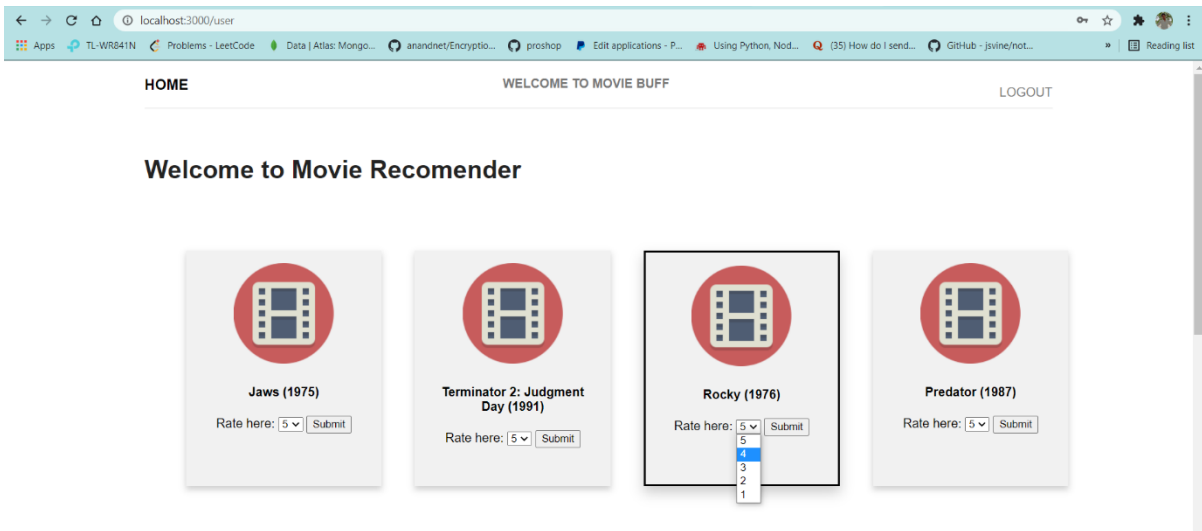 localhost:3000/user
Apps TL-WR841N Problems - LeetCode Data | Atlas: Mongo... anandnet/Encryptio... proshop Edit applications - P... Using Python, Nod... Q (35) How do I send... GitHub - jsvine/not... » Reading list
HOME WELCOME TO MOVIE BUFF LOGOUT
Welcome to Movie Recomender
Jaws (1975)
Rate here: 5 Submit
Terminator 2: Judgment
Day (1991)
Rate here: 5 Submit
Rocky (1976)
Rate here: 5 Submit
5
4
3
2
1
Predator (1987)
Rate here: 5 Submit